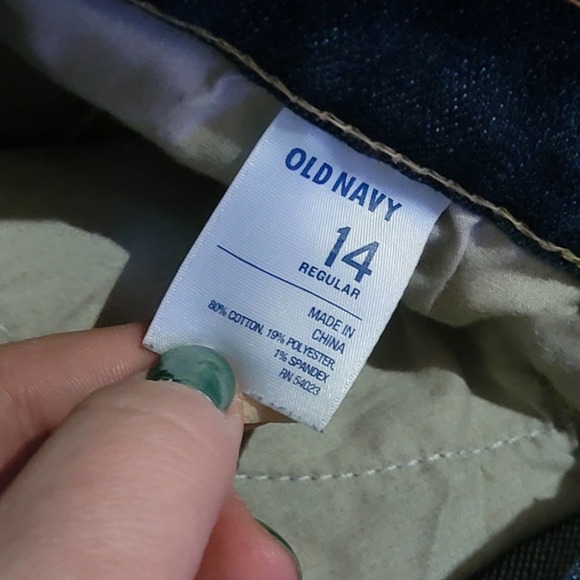 OLD NAVY
14
REGULAR
MADE IN
CHINA
80% COTTON, 19% POLYESTER,
1% SPANDEX
RN 54023